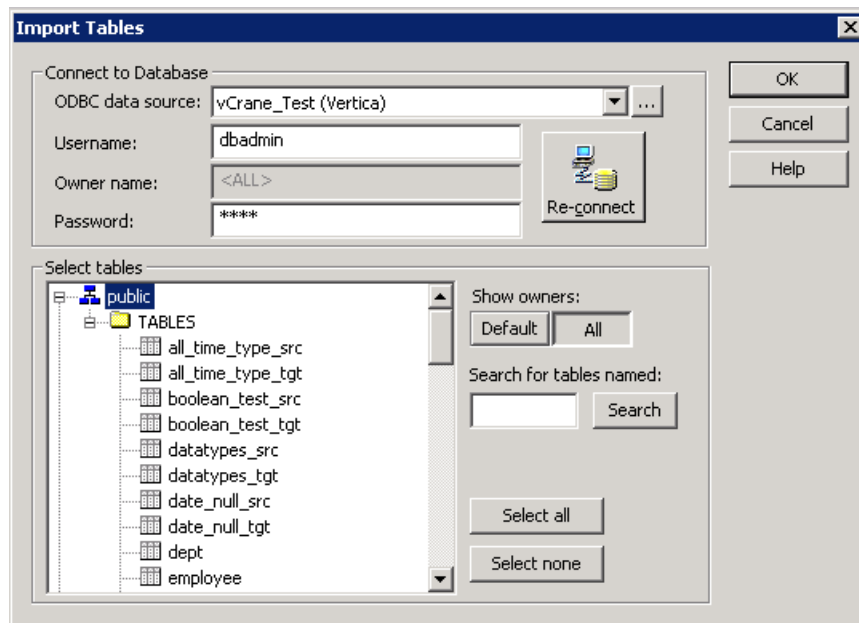 Import Tables
Connect to Database
ODBC data source: vCrane_Test (Vertica) ...
Username: dbadmin
Owner name: <ALL>
Password: ****
Re-connect
OK
Cancel
Help
Select tables
public
TABLES
all_time_type_src
all_time_type_tgt
boolean_test_src
boolean_test_tgt
datatypes_src
datatypes_tgt
date_null_src
date_null_tgt
dept
employee
Show owners:
Default All
Search for tables named:
Search
Select all
Select none